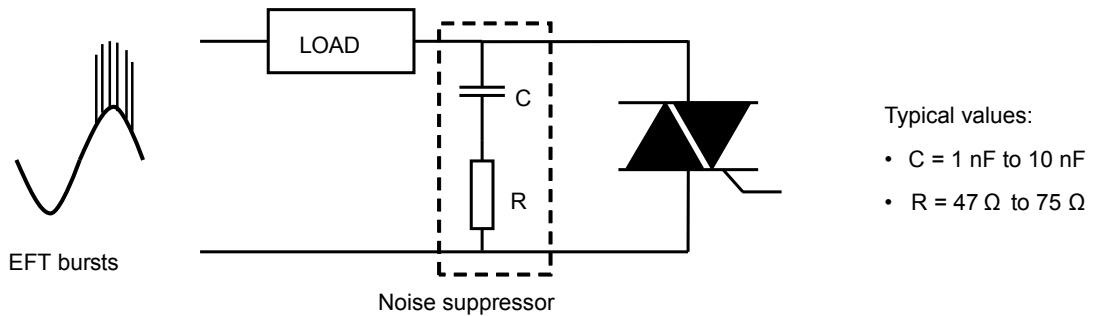 LOAD
C
R
EFT bursts
Noise suppressor
Typical values:
• C = 1 nF to 10 nF
• R = 47 Ω to 75 Ω